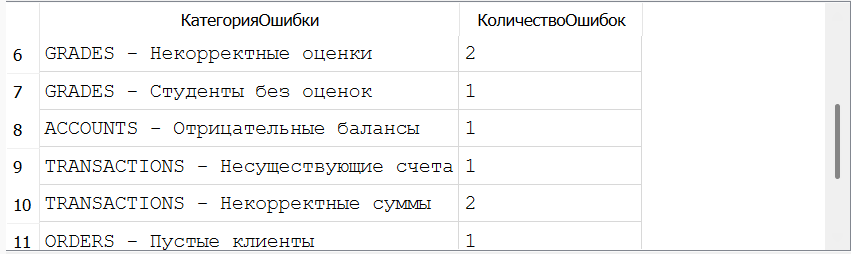 КатегорияОшибки КоличествоОшибок
6 GRADES - Некорректные оценки 2
7 GRADES - Студенты без оценок 1
8 ACCOUNTS - Отрицательные балансы 1
9 TRANSACTIONS - Несуществующие счета 1
10 TRANSACTIONS - Некорректные суммы 2
11 ORDERS - Пустые клиенты 1